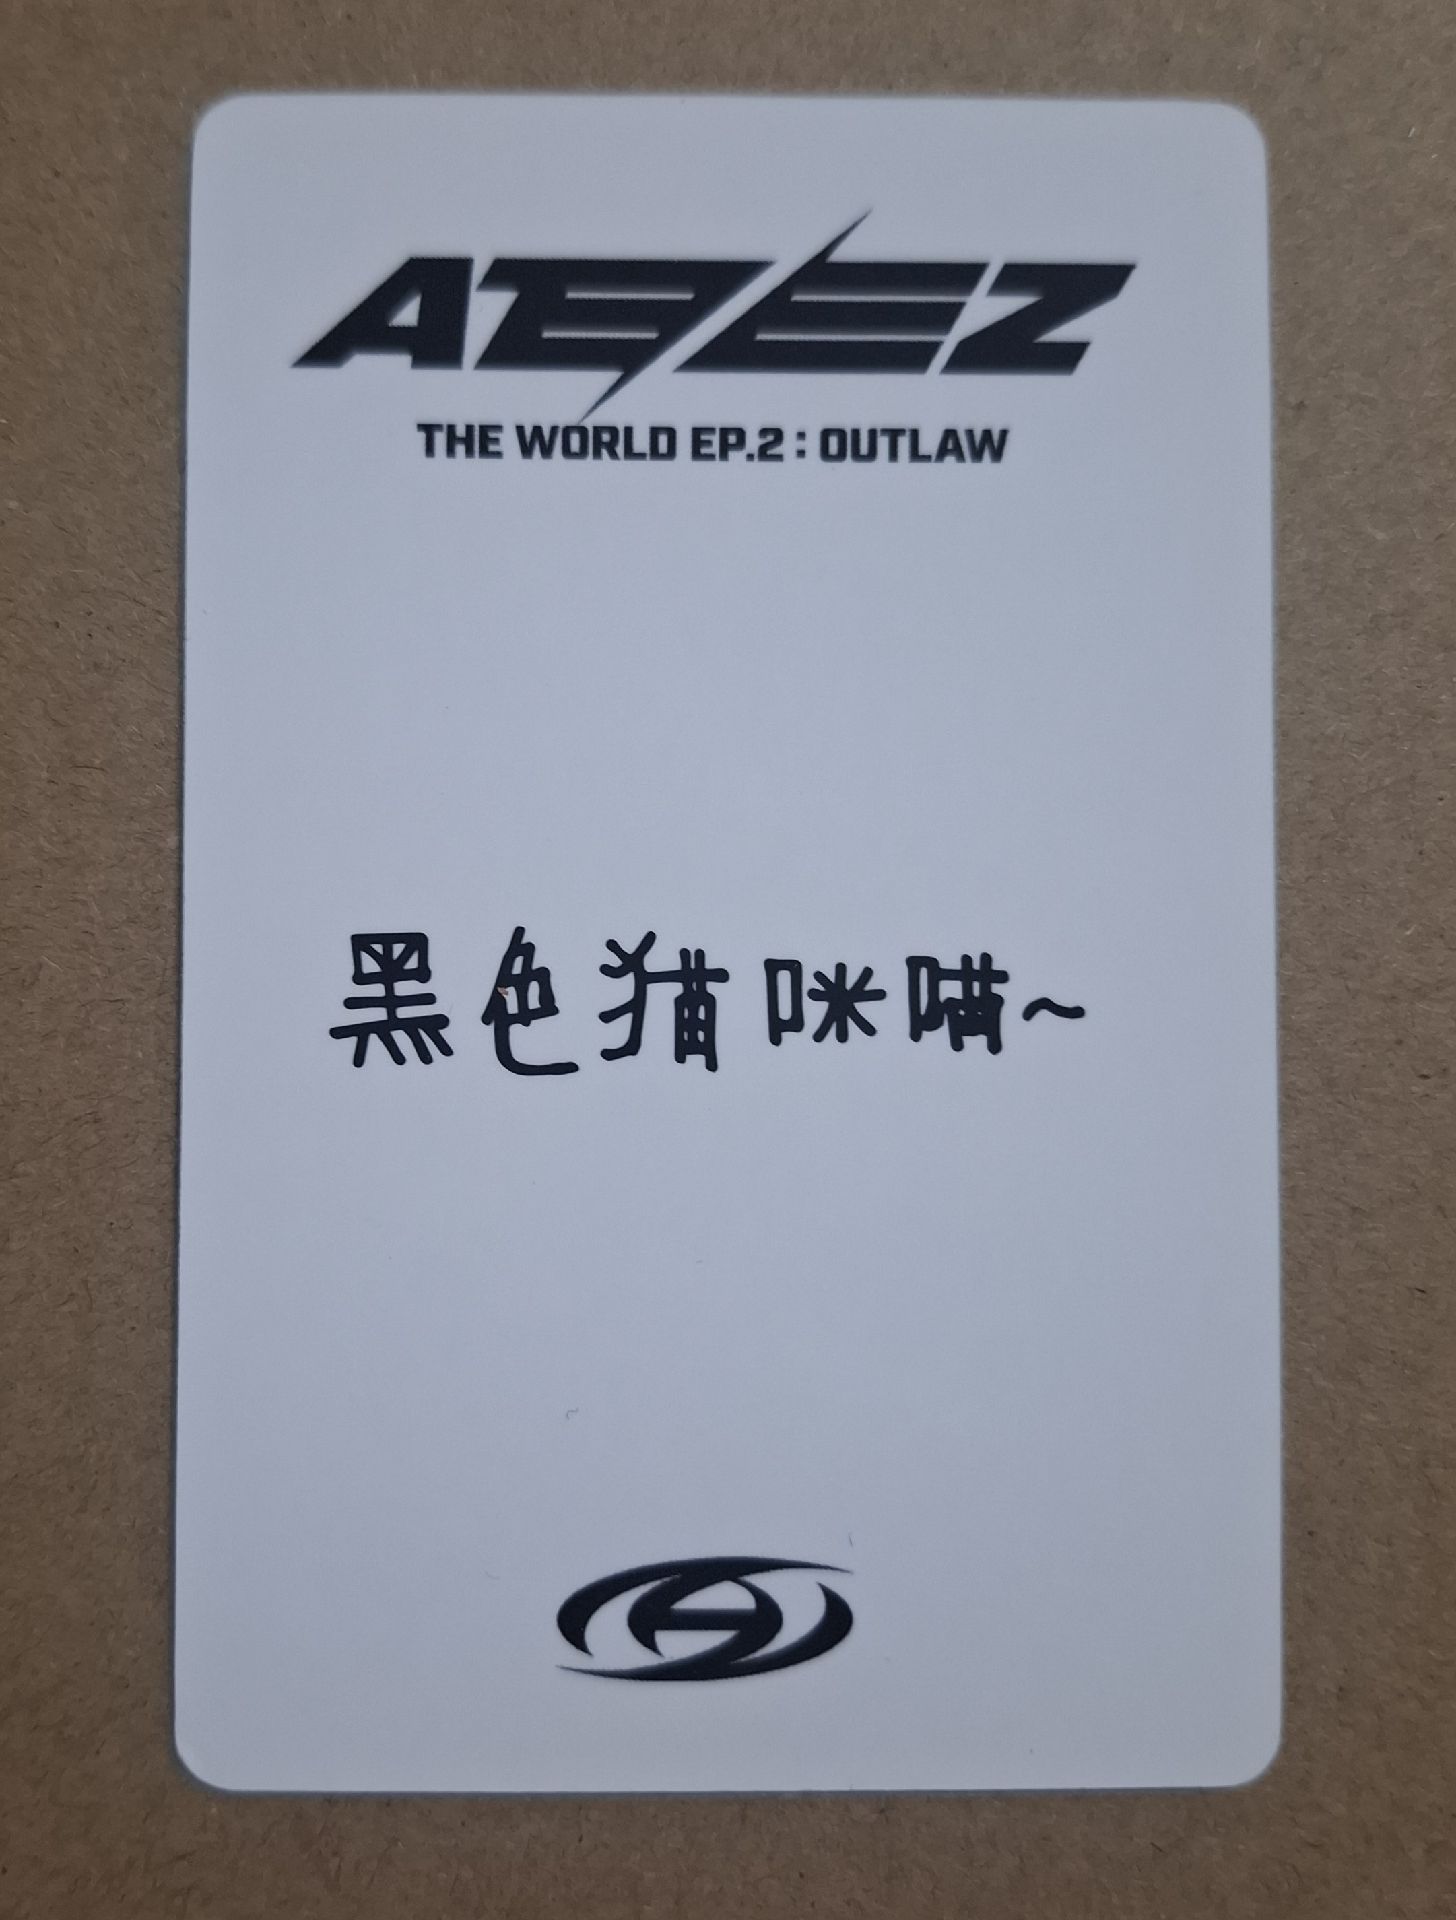 ATEEZ
THE WORLD EP.2 : OUTLAW
黑色猫咪喵~